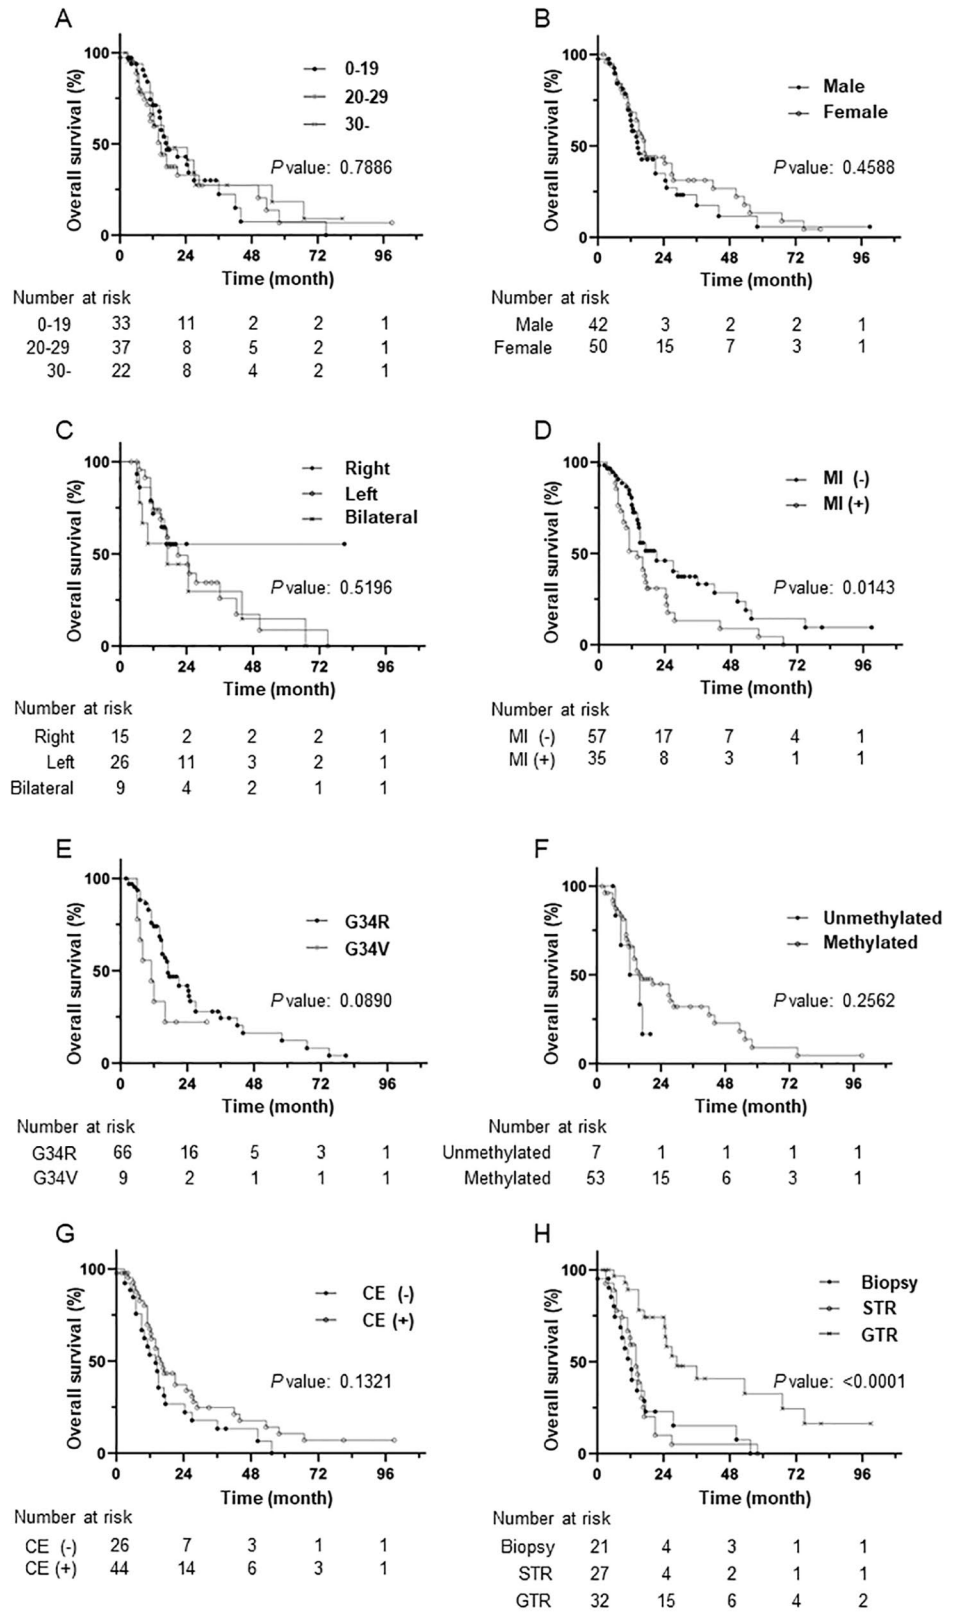 A
Overall survival (%)
100
50
0
0 24 48 72 96
Time (month)
0-19
20-29
30-
P value: 0.7886
Number at risk
0-19 33 11 2 2 1
20-29 37 8 5 2 1
30- 22 8 4 2 1
B
Overall survival (%)
100
50
0
0 24 48 72 96
Time (month)
Male
Female
P value: 0.4588
Number at risk
Male 42 3 2 2 1
Female 50 15 7 3 1
C
Overall survival (%)
100
50
0
0 24 48 72 96
Time (month)
Right
Left
Bilateral
P value: 0.5196
Number at risk
Right 15 2 2 2 1
Left 26 11 3 2 1
Bilateral 9 4 2 1 1
D
Overall survival (%)
100
50
0
0 24 48 72 96
Time (month)
MI (-)
MI (+)
P value: 0.0143
Number at risk
MI (-) 57 17 7 4 1
MI (+) 35 8 3 1 1
E
Overall survival (%)
100
50
0
0 24 48 72 96
Time (month)
G34R
G34V
P value: 0.0890
Number at risk
G34R 66 16 5 3 1
G34V 9 2 1 1 1
F
Overall survival (%)
100
50
0
0 24 48 72 96
Time (month)
Unmethylated
Methylated
P value: 0.2562
Number at risk
Unmethylated 7 1 1 1 1
Methylated 53 15 6 3 1
G
Overall survival (%)
100
50
0
0 24 48 72 96
Time (month)
CE (-)
CE (+)
P value: 0.1321
Number at risk
CE (-) 26 7 3 1 1
CE (+) 44 14 6 3 1
H
Overall survival (%)
100
50
0
0 24 48 72 96
Time (month)
Biopsy
STR
GTR
P value: <0.0001
Number at risk
Biopsy 21 4 3 1 1
STR 27 4 2 1 1
GTR 32 15 6 4 2